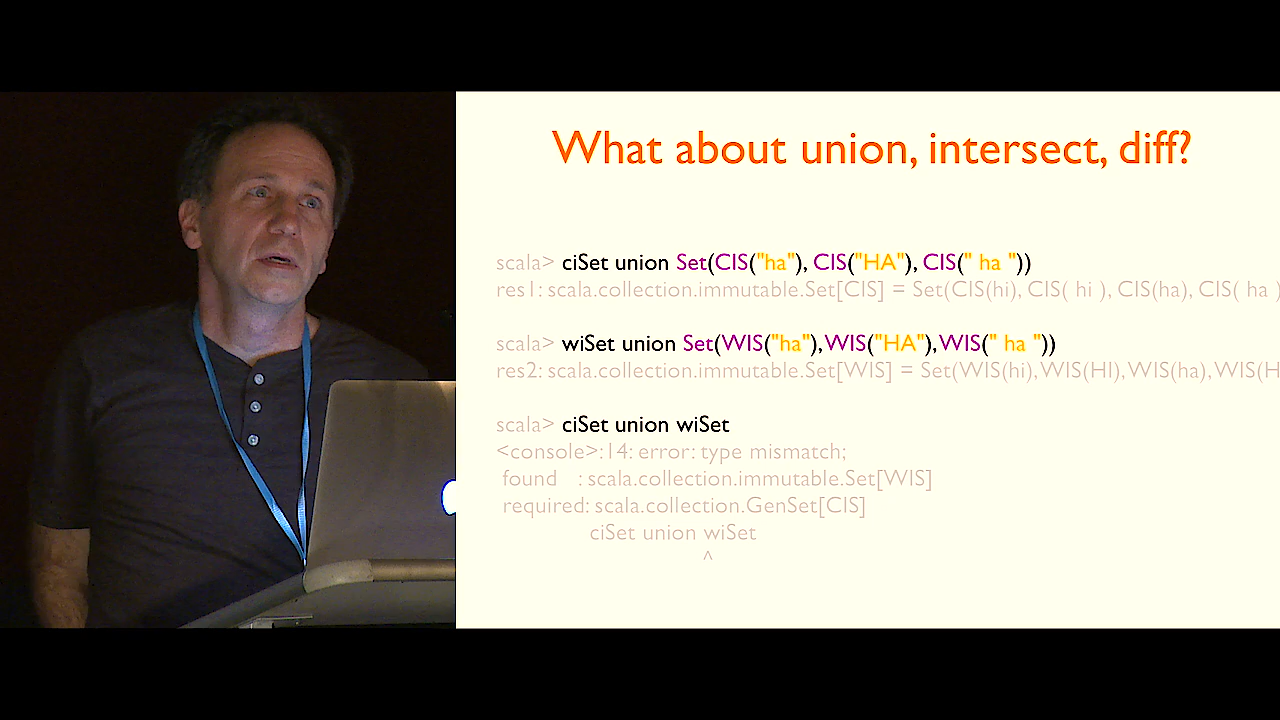 What about union, intersect, diff?
scala> ciSet union Set(CIS("ha"), CIS("HA"), CIS(" ha "))
res1: scala.collection.immutable.Set[CIS] = Set(CIS(hi), CIS( hi ), CIS(ha), CIS( ha )
scala> wiSet union Set(WIS("ha"), WIS("HA"), WIS(" ha "))
res2: scala.collection.immutable.Set[WIS] = Set(WIS(hi), WIS(HI), WIS(ha), WIS(H
scala> ciSet union wiSet
<console>:14: error: type mismatch;
found : scala.collection.immutable.Set[WIS]
required: scala.collection.GenSet[CIS]
ciSet union wiSet
^